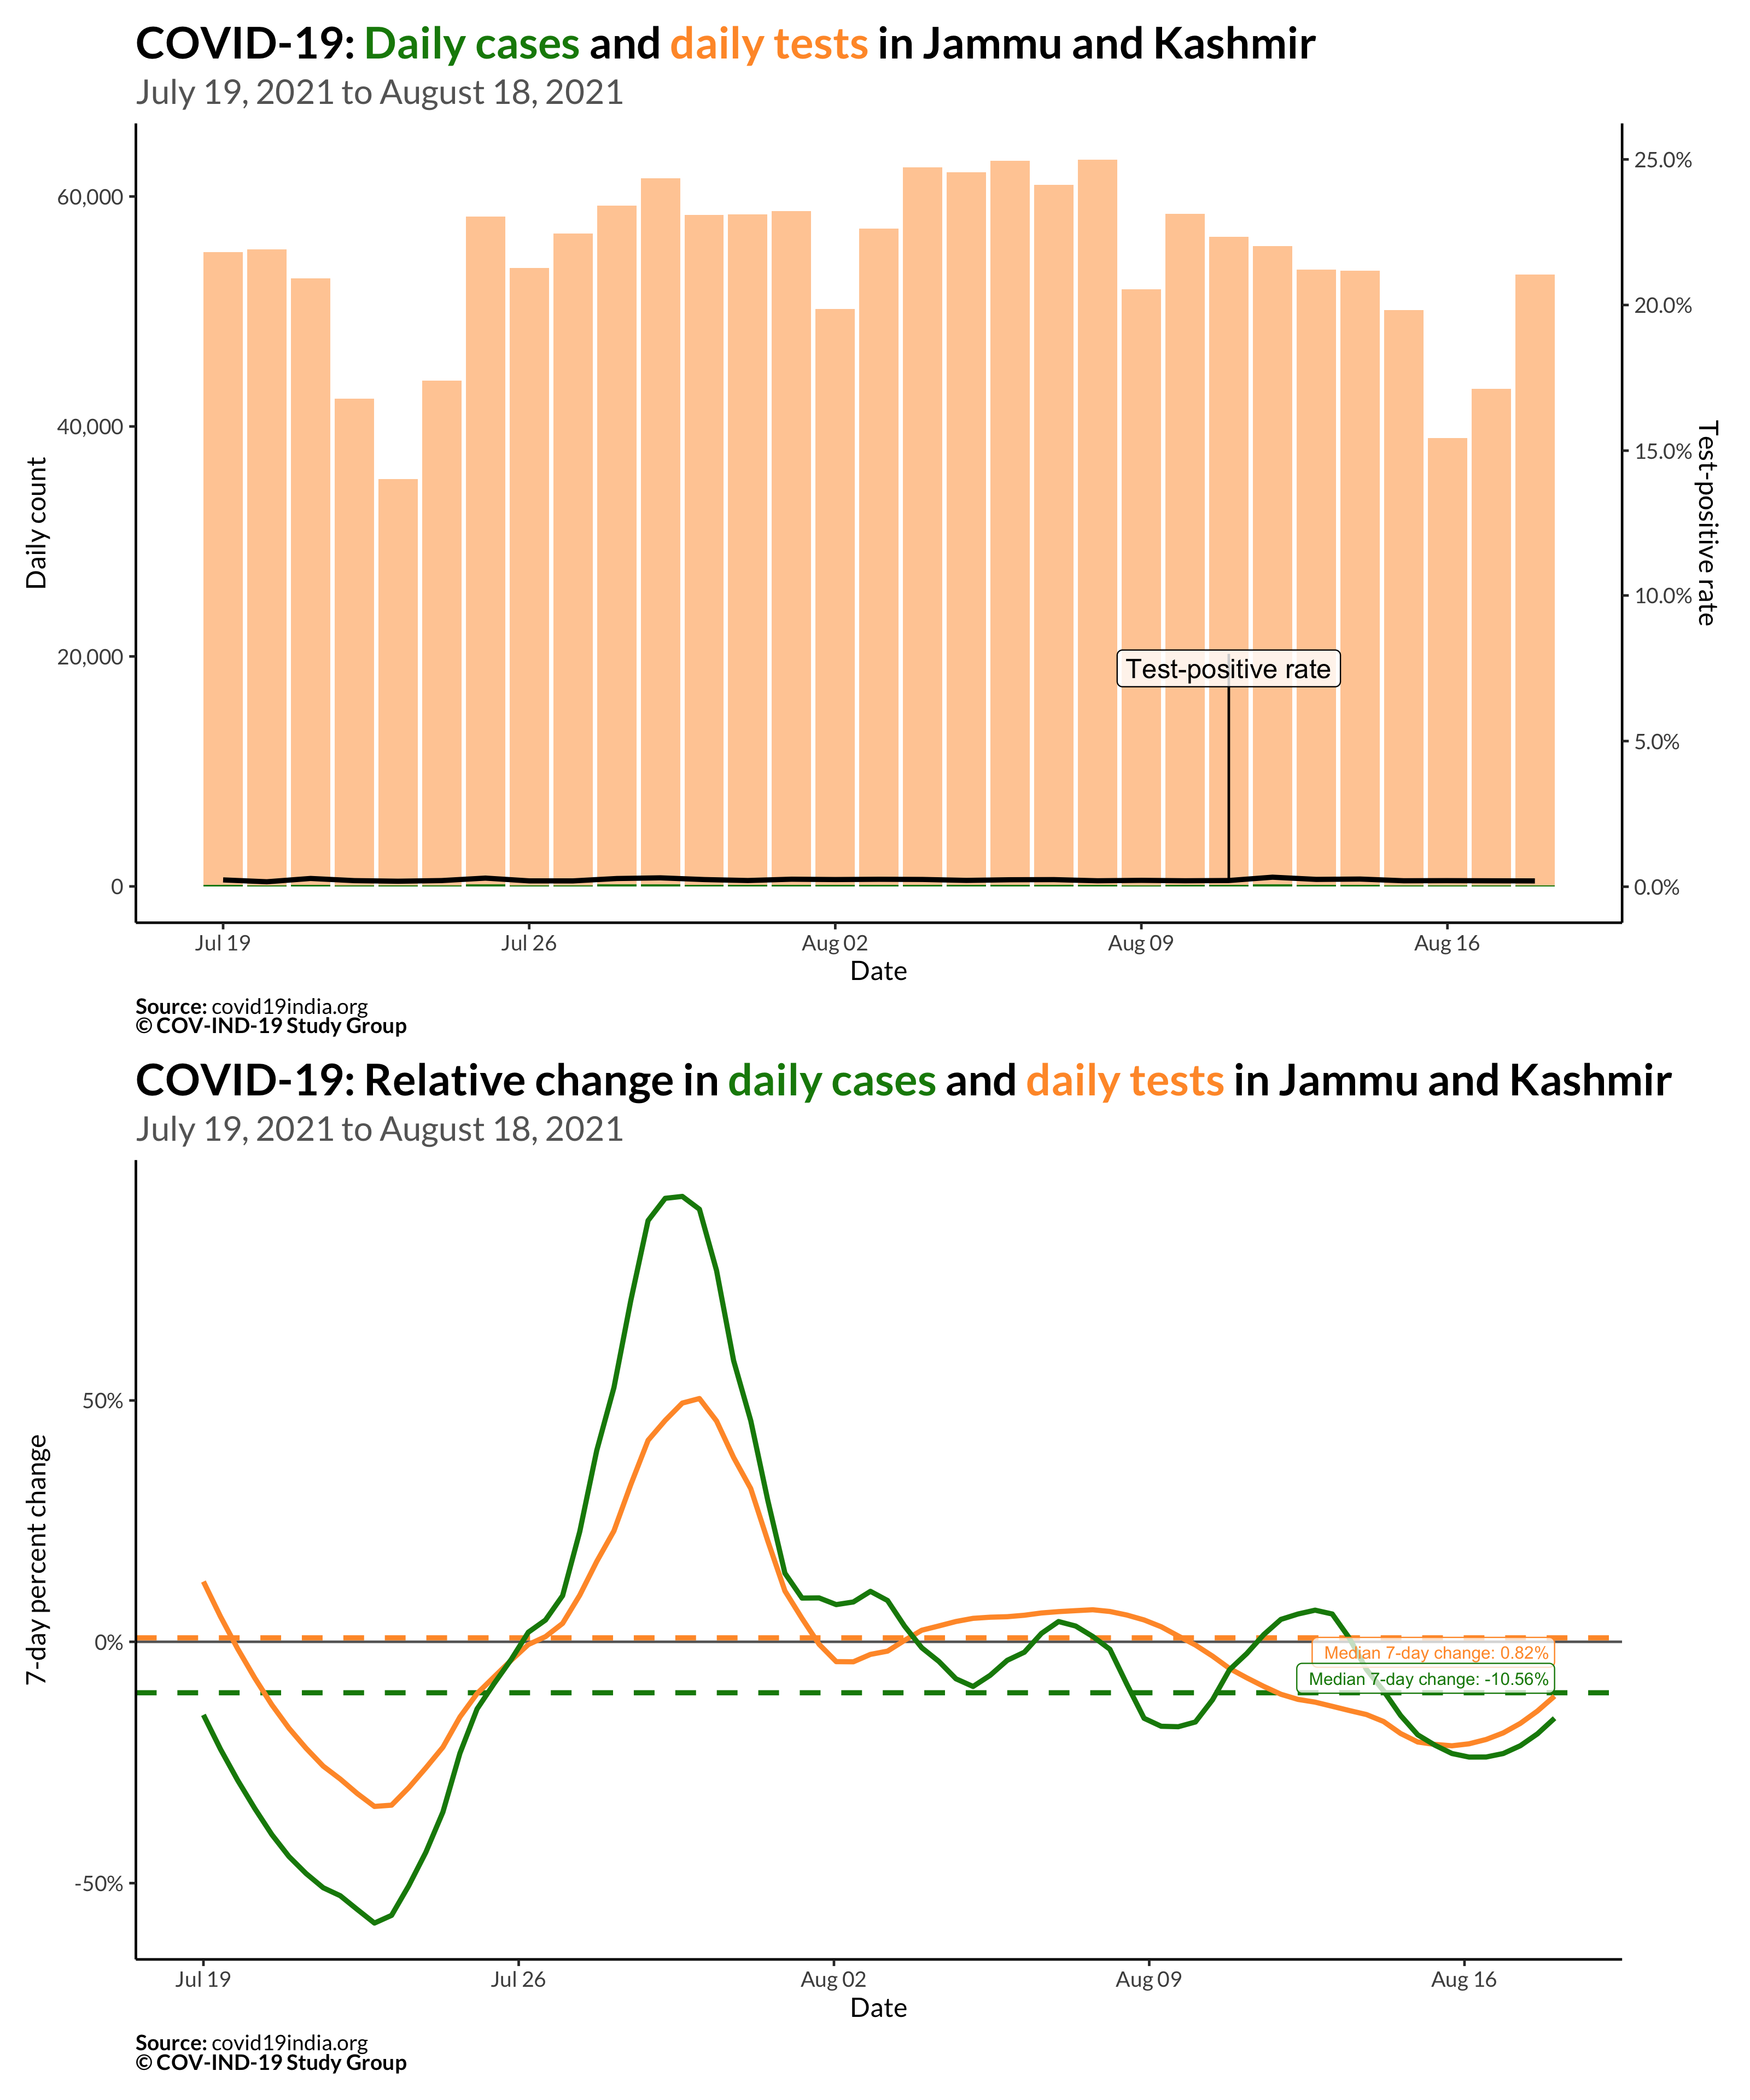 COVID-19: Daily cases and daily tests in Jammu and Kashmir
July 19, 2021 to August 18, 2021
60,000
40,000
20,000
0
Daily count
25.0%
20.0%
15.0%
10.0%
5.0%
0.0%
Test-positive rate
Test-positive rate
Jul 19
Jul 26
Aug 02
Aug 09
Aug 16
Date
Source: covid19india.org
© COV-IND-19 Study Group
COVID-19: Relative change in daily cases and daily tests in Jammu and Kashmir
July 19, 2021 to August 18, 2021
50%
0%
-50%
7-day percent change
Median 7-day change: 0.82%
Median 7-day change: -10.56%
Jul 19
Jul 26
Aug 02
Aug 09
Aug 16
Date
Source: covid19india.org
© COV-IND-19 Study Group